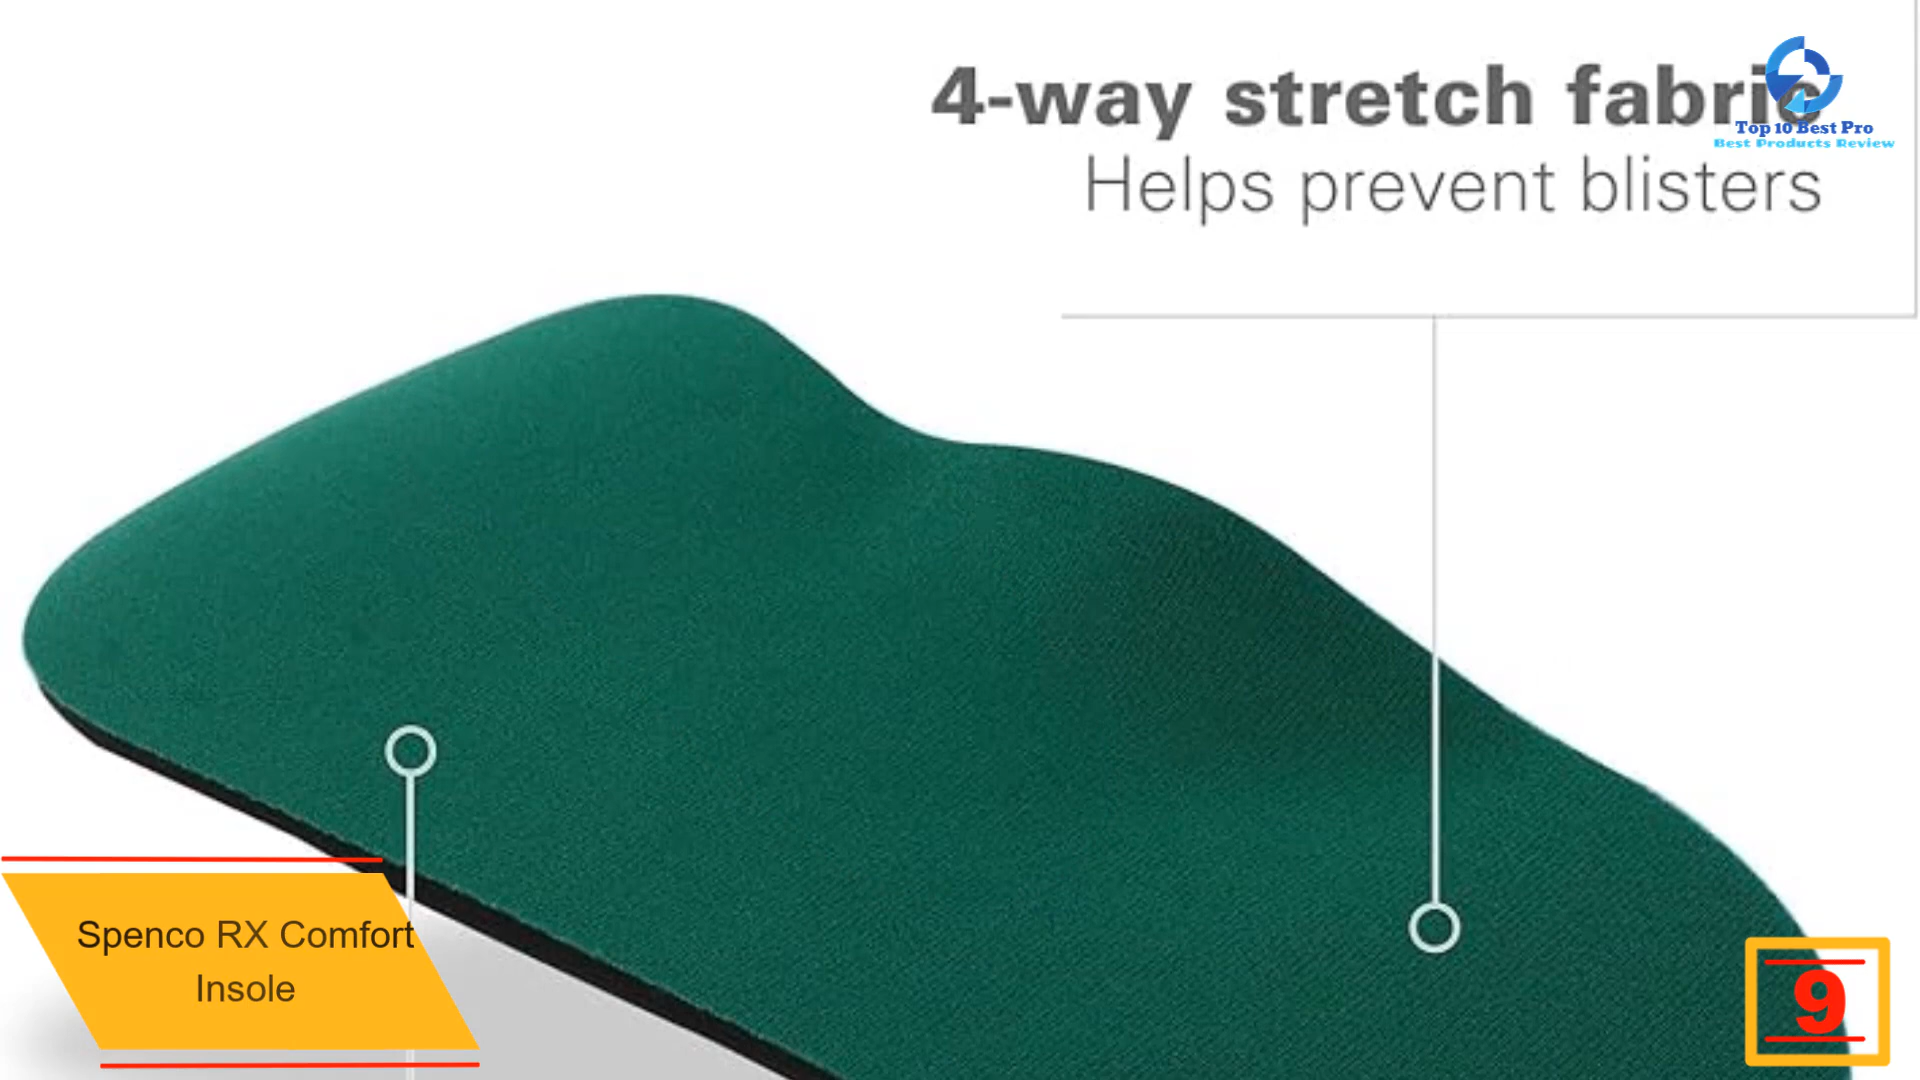 4-way stretch fabric
Top 10 Best Pro
Best Products Review
Helps prevent blisters
Spenco RX Comfort
Insole
9